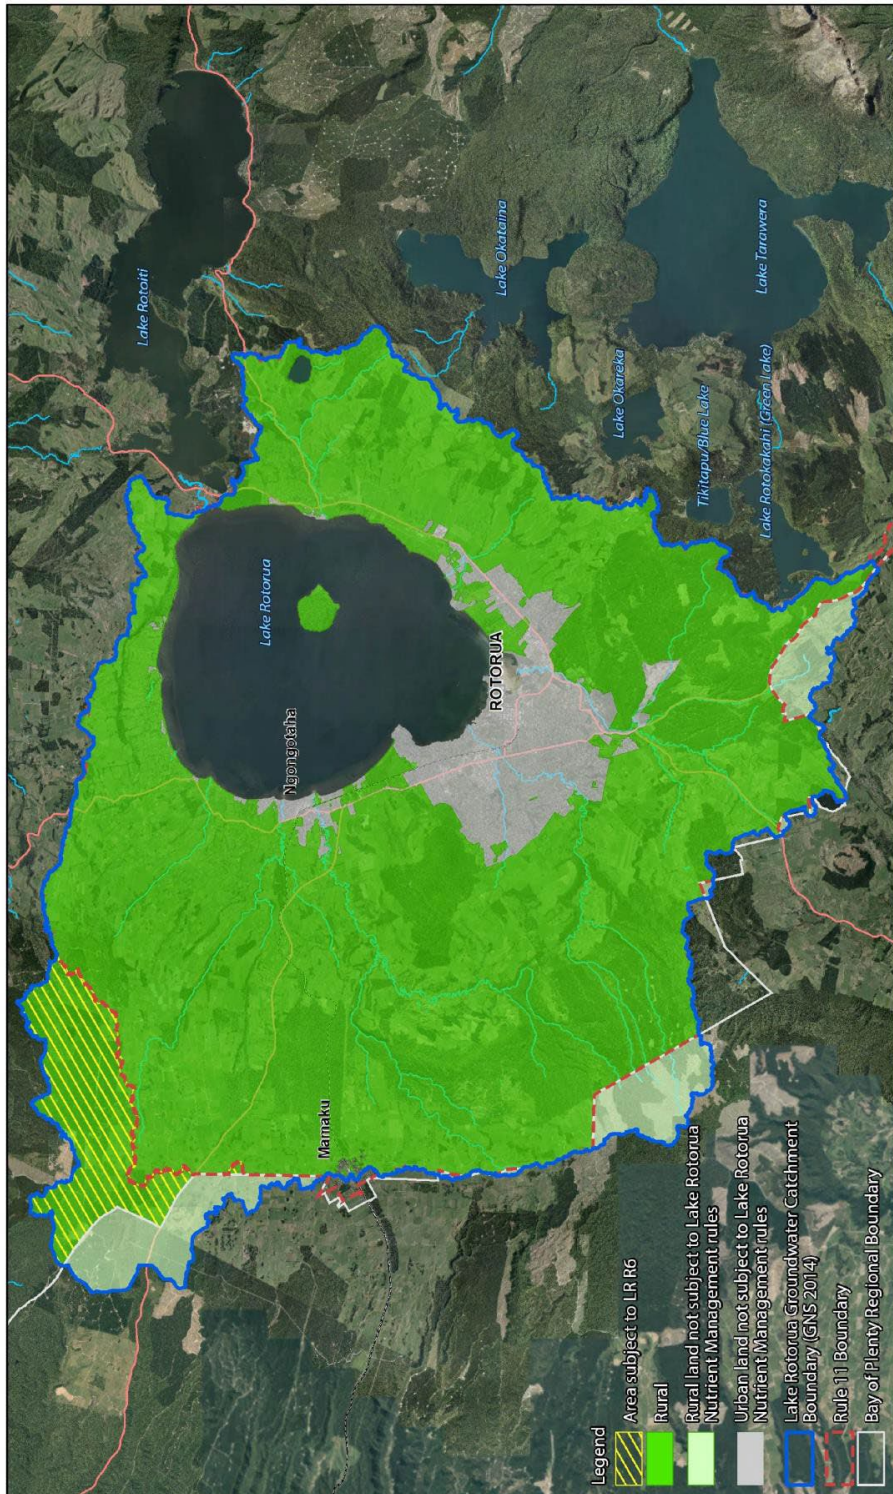 Lake Rotoiti
Lake Rotorua
Ngongotaha
ROTORUA
Mamaku
Lake Okataina
Lake Okareka
Lake Tarawera
Tikitapu/Blue Lake
Lake Rotokakahi (Green Lake)
Legend
Area subject to LR R6
Rural
Rural land not subject to Lake Rotorua
Nutrient Management rules
Urban land not subject to Lake Rotorua
Nutrient Management rules
Lake Rotorua Groundwater Catchment
Boundary (GNS 2014)
Rule 11 Boundary
Bay of Plenty Regional Boundary